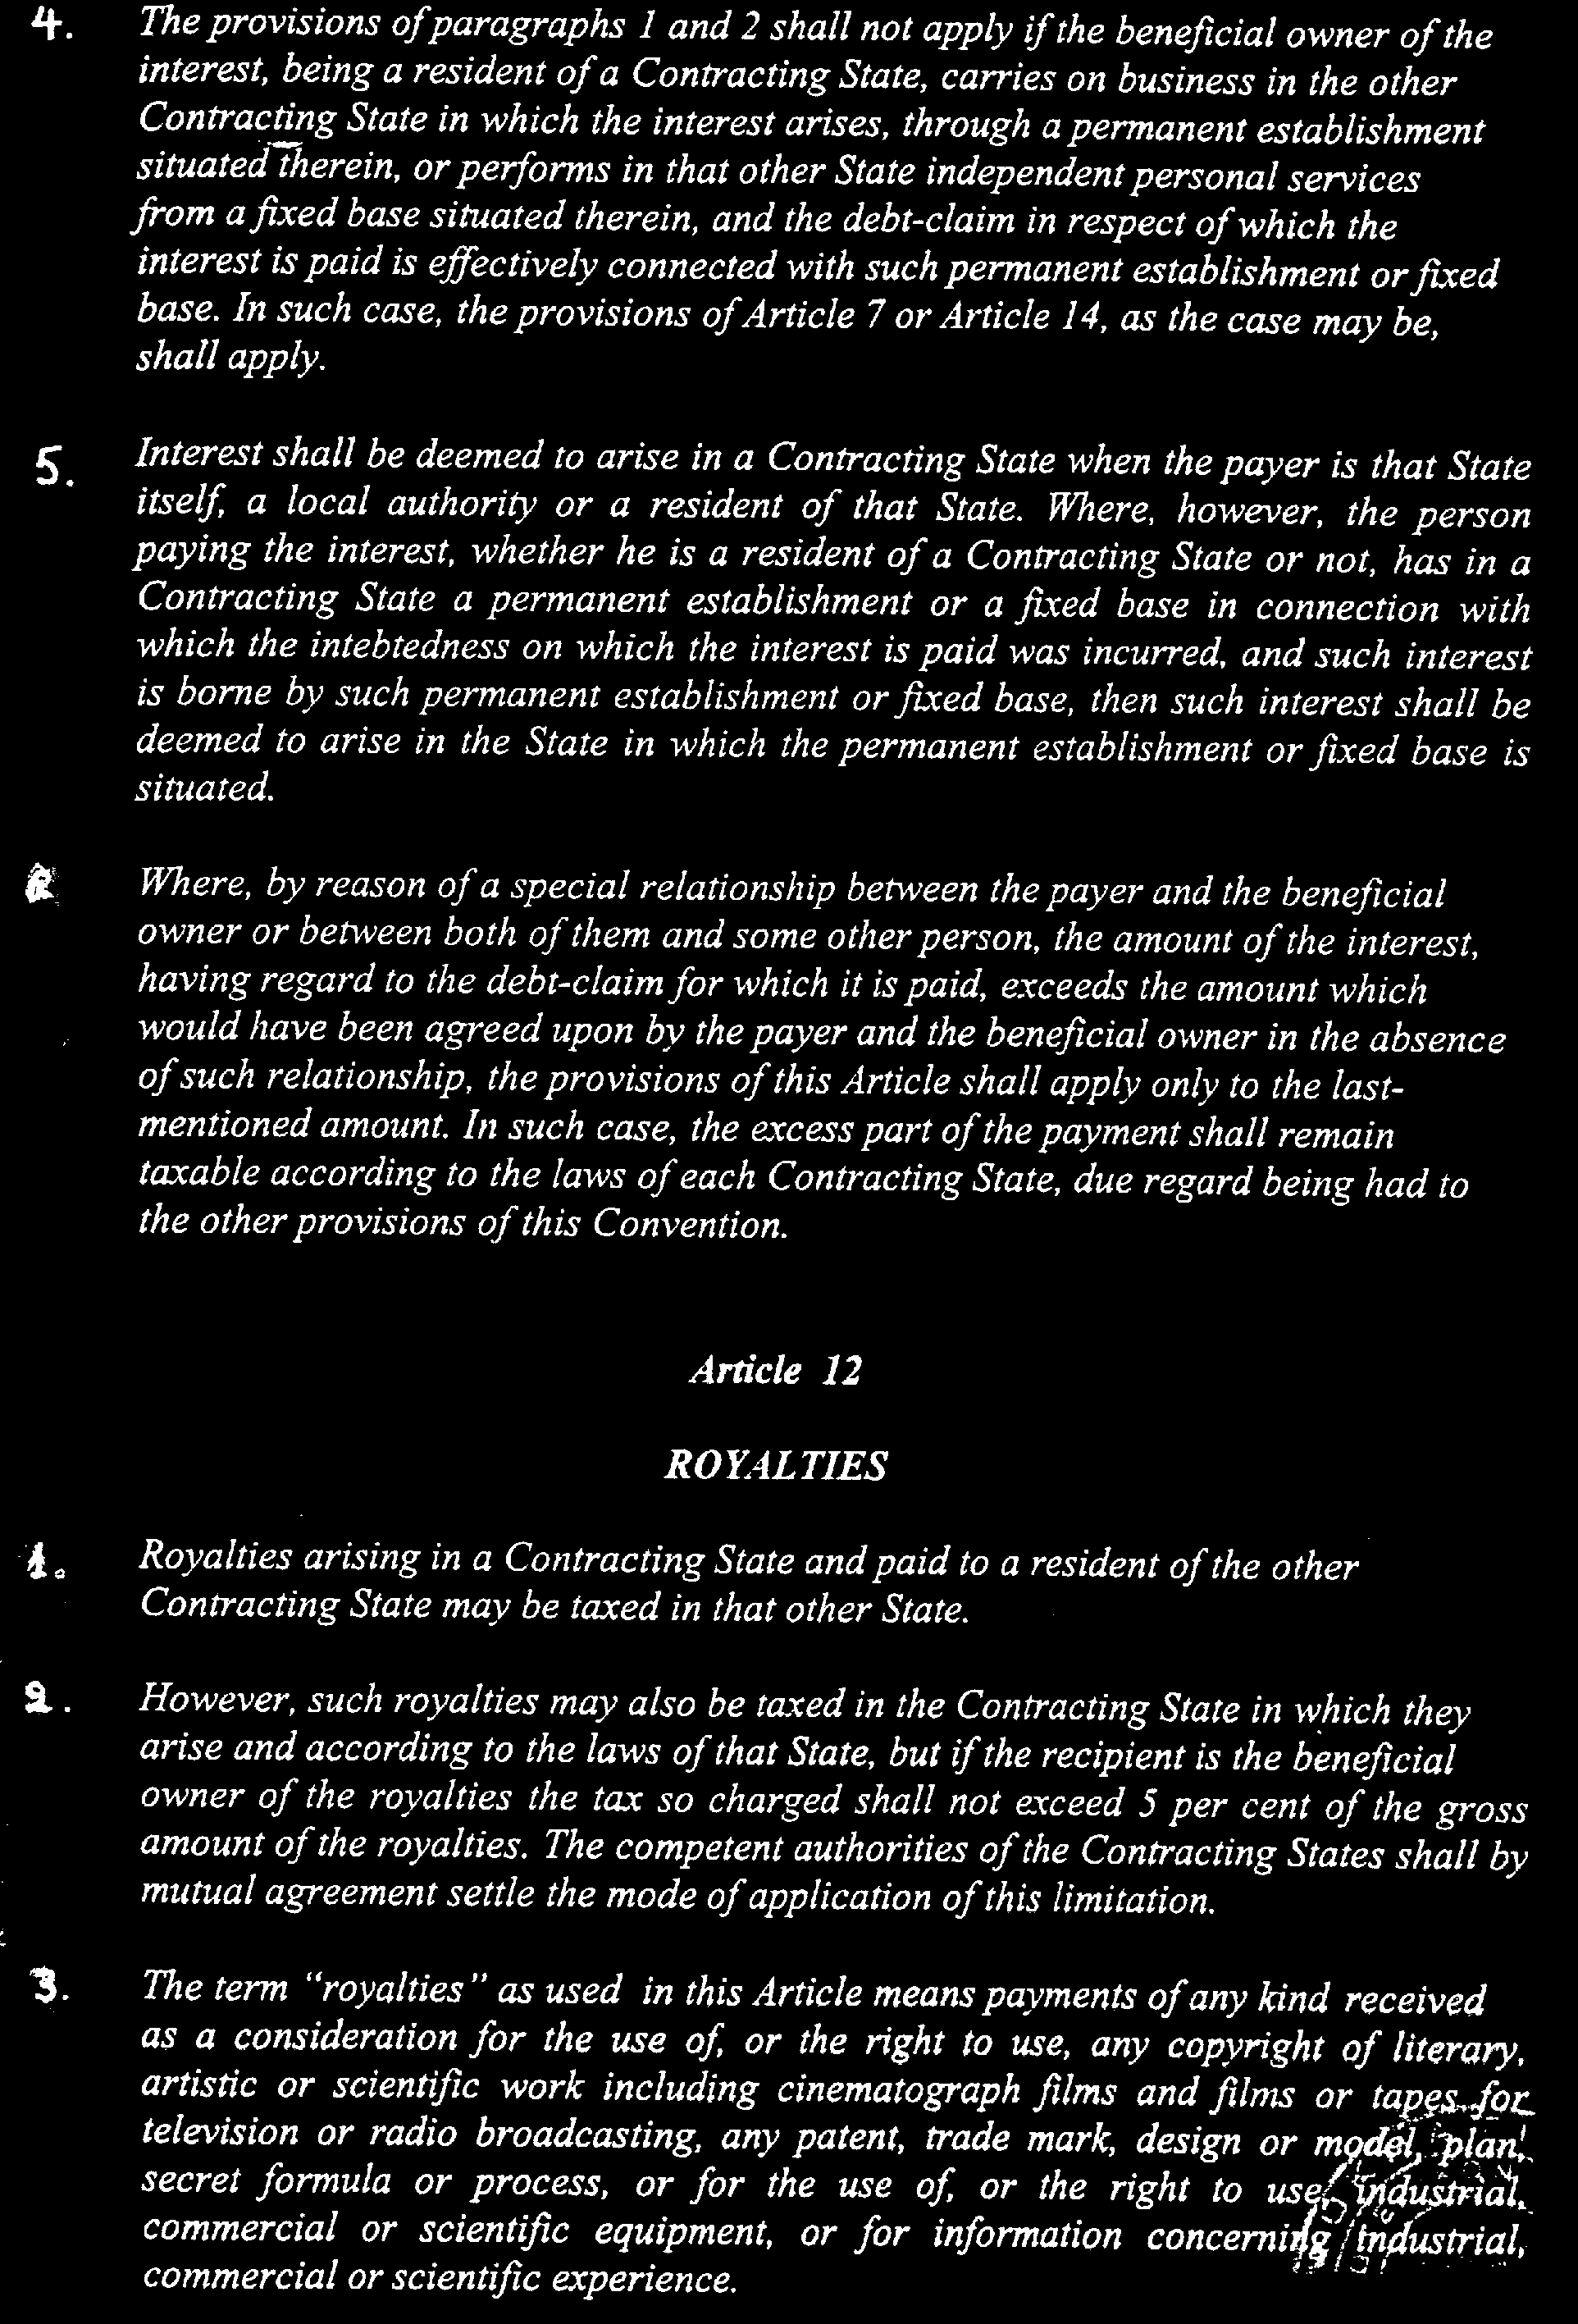 4. The provisions of paragraphs 1 and 2 shall not apply if the beneficial owner of the
interest, being a resident of a Contracting State, carries on business in the other
Contracting State in which the interest arises, through a permanent establishment
situated therein, or performs in that other State independent personal services
from a fixed base situated therein, and the debt-claim in respect of which the
interest is paid is effectively connected with such permanent establishment or fixed
base. In such case, the provisions of Article 7 or Article 14, as the case may be,
shall apply.
5. Interest shall be deemed to arise in a Contracting State when the payer is that State
itself, a local authority or a resident of that State. Where, however, the person
paying the interest, whether he is a resident of a Contracting State or not, has in a
Contracting State a permanent establishment or a fixed base in connection with
which the intebtedness on which the interest is paid was incurred, and such interest
is borne by such permanent establishment or fixed base, then such interest shall be
deemed to arise in the State in which the permanent establishment or fixed base is
situated.
Where, by reason of a special relationship between the payer and the beneficial
owner or between both of them and some other person, the amount of the interest,
having regard to the debt-claim for which it is paid, exceeds the amount which
would have been agreed upon by the payer and the beneficial owner in the absence
of such relationship, the provisions of this Article shall apply only to the last-
mentioned amount. In such case, the excess part of the payment shall remain
taxable according to the laws of each Contracting State, due regard being had to
the other provisions of this Convention.
Article 12
ROYALTIES
1. Royalties arising in a Contracting State and paid to a resident of the other
Contracting State may be taxed in that other State.
2. However, such royalties may also be taxed in the Contracting State in which they
arise and according to the laws of that State, but if the recipient is the beneficial
owner of the royalties the tax so charged shall not exceed 5 per cent of the gross
amount of the royalties. The competent authorities of the Contracting States shall by
mutual agreement settle the mode of application of this limitation.
3. The term "royalties" as used in this Article means payments of any kind received
as a consideration for the use of, or the right to use, any copyright of literary,
artistic or scientific work including cinematograph films and films or tapes for
television or radio broadcasting, any patent, trade mark, design or model, plan,
secret formula or process, or for the use of, or the right to use, industrial,
commercial or scientific equipment, or for information concerning industrial,
commercial or scientific experience.